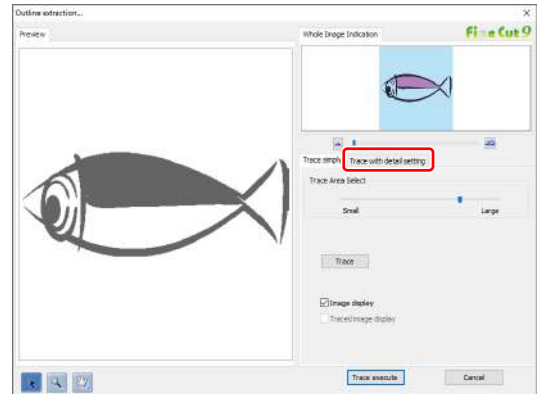 Outline extraction...
Preview
Whole Image Indication
Fine Cut 9
Trace simply
Trace with detail setting
Trace Area Select
Small
Large
Trace
Image display
Traced image display
Trace execute
Cancel